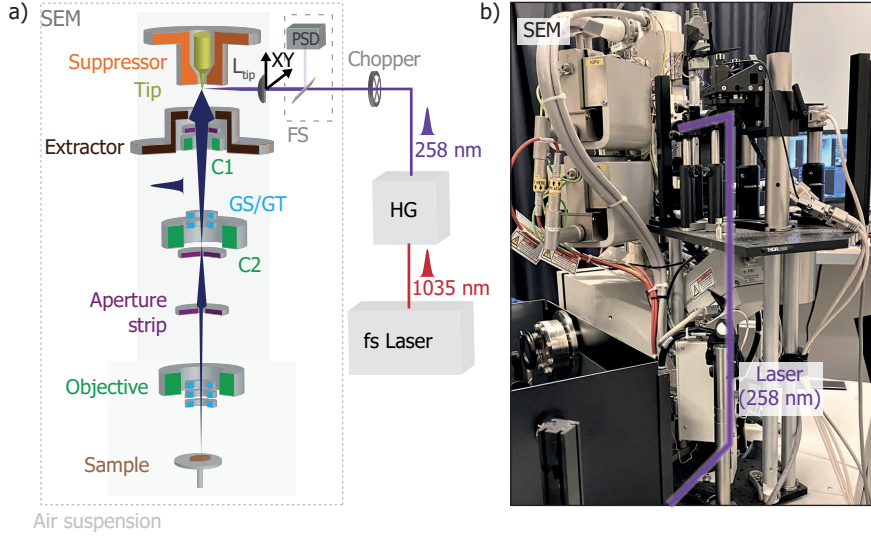 a)
SEM
Suppressor
Tip
L_tip
XY
PSD
FS
Chopper
Extractor
C1
258 nm
GS/GT
HG
C2
1035 nm
Aperture
strip
fs Laser
Objective
Sample
Air suspension
b)
SEM
Laser
(258 nm)